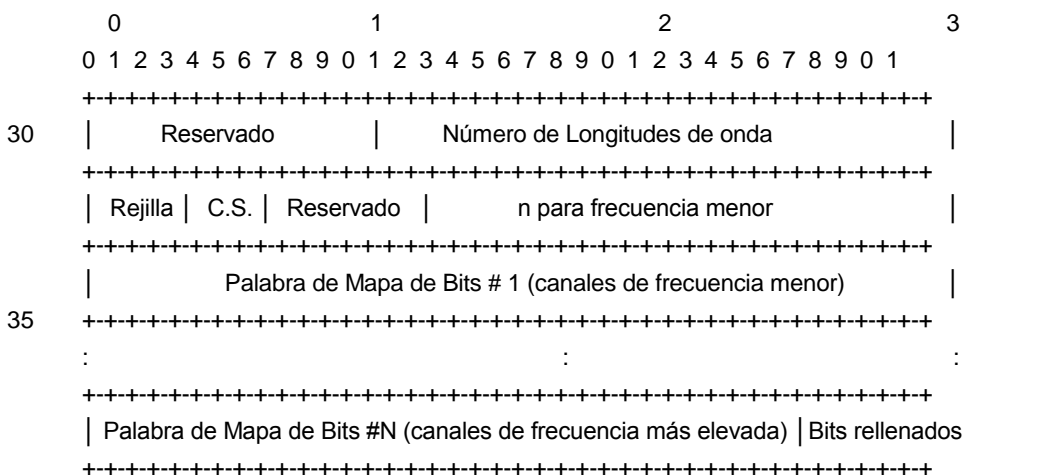 0 1 2 3
0 1 2 3 4 5 6 7 8 9 0 1 2 3 4 5 6 7 8 9 0 1 2 3 4 5 6 7 8 9 0 1
+-+-+-+-+-+-+-+-+-+-+-+-+-+-+-+-+-+-+-+-+-+-+-+-+-+-+-+-+-+-+-+
30 | Reservado | Número de Longitudes de onda |
+-+-+-+-+-+-+-+-+-+-+-+-+-+-+-+-+-+-+-+-+-+-+-+-+-+-+-+-+-+-+-+
| Rejilla | C.S. | Reservado | n para frecuencia menor |
+-+-+-+-+-+-+-+-+-+-+-+-+-+-+-+-+-+-+-+-+-+-+-+-+-+-+-+-+-+-+-+
| Palabra de Mapa de Bits # 1 (canales de frecuencia menor) |
35 +-+-+-+-+-+-+-+-+-+-+-+-+-+-+-+-+-+-+-+-+-+-+-+-+-+-+-+-+-+-+-+
: : :
+-+-+-+-+-+-+-+-+-+-+-+-+-+-+-+-+-+-+-+-+-+-+-+-+-+-+-+-+-+-+-+
| Palabra de Mapa de Bits #N (canales de frecuencia más elevada) | Bits rellenados
+-+-+-+-+-+-+-+-+-+-+-+-+-+-+-+-+-+-+-+-+-+-+-+-+-+-+-+-+-+-+-+